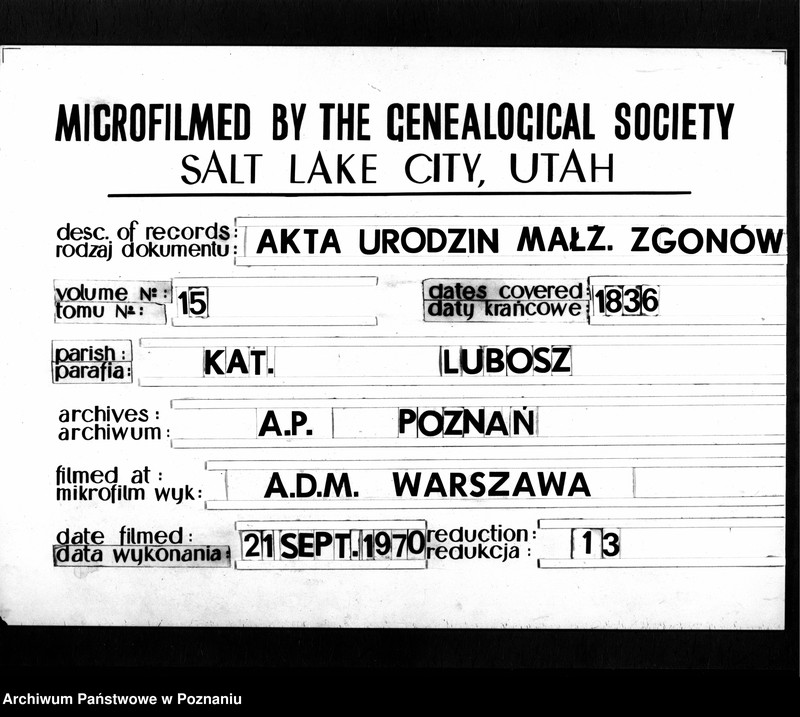 MICROFILMED BY THE GENEALOGICAL SOCIETY
SALT LAKE CITY, UTAH
desc. of records: AKTA URODZIN MAŁŻ. ZGONÓW
rodzaj dokumentu:
volume №: 15 dates covered: 1836
tomu №: daty krańcowe:
parish: KAT. LUBOSZ
parafia:
archives: A.P. POZNAŃ
archiwum:
filmed at: A.D.M. WARSZAWA
mikrofilm wyk:
date filmed: 21 SEPT. 1970 reduction: 13
data wykonania: redukcja:
Archiwum Państwowe w Poznaniu